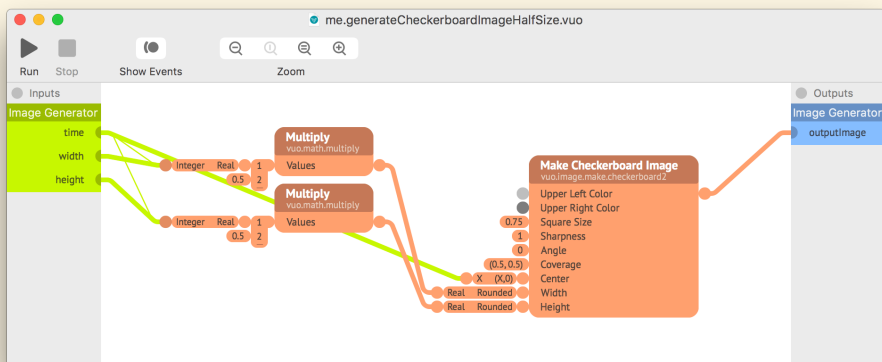 me.generateCheckerboardImageHalfSize.vuo
Run
Stop
Show Events
Zoom
Inputs
Image Generator
time
width
height
Multiply
vuo.math.multiply
Integer Real 1 Values
0.5 2
Multiply
vuo.math.multiply
Integer Real 1 Values
0.5 2
Make Checkerboard Image
vuo.image.make.checkerboard2
Upper Left Color
Upper Right Color
0.75 Square Size
1 Sharpness
0 Angle
(0.5, 0.5) Coverage
X (X,0) Center
Real Rounded Width
Real Rounded Height
Outputs
Image Generator
outputImage